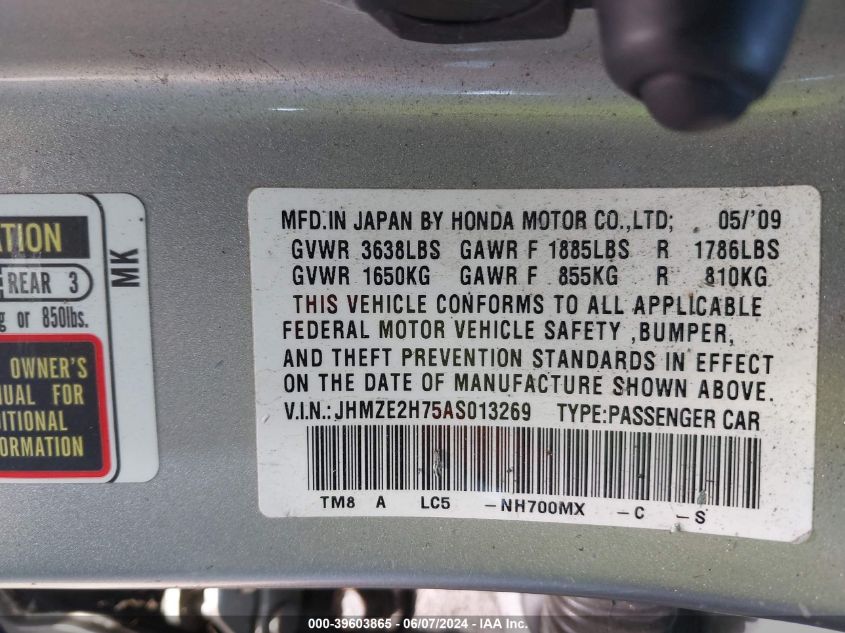 ATION
REAR 3
g or 850lbs.
OWNER'S
NUAL FOR
DITIONAL
FORMATION
MK
MFD.IN JAPAN BY HONDA MOTOR CO.,LTD; 05/'09
GVWR 3638LBS GAWR F 1885LBS R 1786LBS
GVWR 1650KG GAWR F 855KG R 810KG
THIS VEHICLE CONFORMS TO ALL APPLICABLE
FEDERAL MOTOR VEHICLE SAFETY ,BUMPER,
AND THEFT PREVENTION STANDARDS IN EFFECT
ON THE DATE OF MANUFACTURE SHOWN ABOVE.
V.I.N.:JHMZE2H75AS013269 TYPE:PASSENGER CAR
TM8 A LC5 -NH700MX -C -S
000-39603865 - 06/07/2024 - IAA Inc.